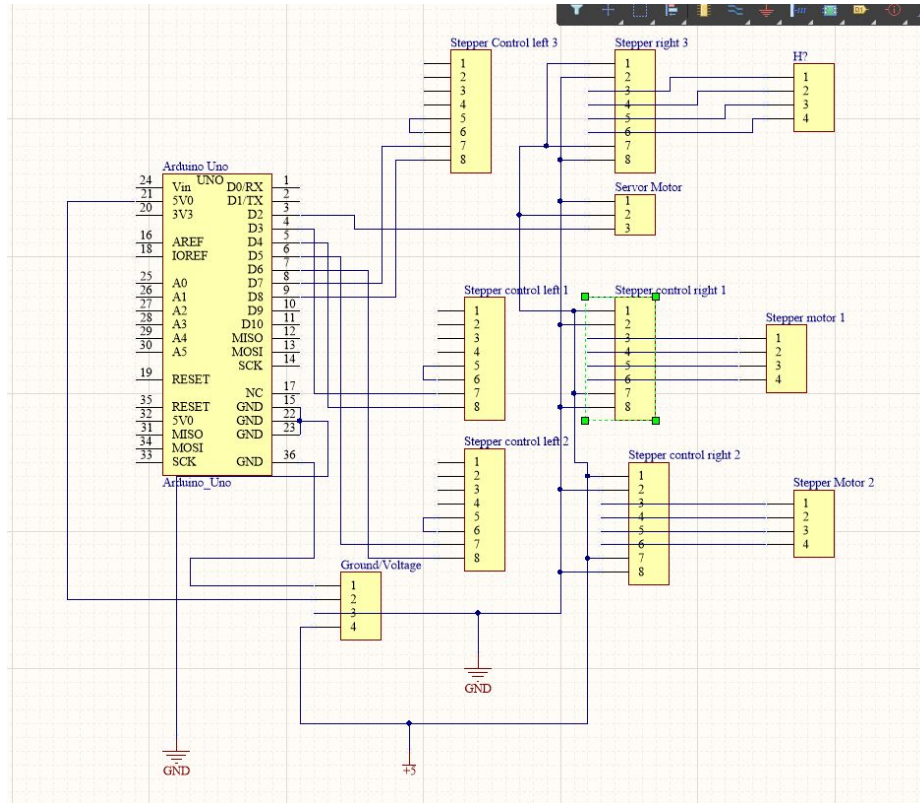 Stepper Control left 3
1
2
3
4
5
6
7
8
Stepper right 3
1
2
3
4
5
6
7
8
H?
1
2
3
4
Arduino Uno
UNO
24 Vin D0/RX 1
21 5V0 D1/TX 2
20 3V3 D2 3
D3 4
16 AREF D4 5
18 IOREF D5 6
D6 7
25 A0 D7 8
26 A1 D8 9
27 A2 D9 10
28 A3 D10 11
29 A4 MISO 12
30 A5 MOSI 13
SCK 14
19 RESET
NC 17
35 RESET GND 15
32 5V0 GND 22
31 MISO GND 23
34 MOSI
33 SCK GND 36
Arduino_Uno
Servor Motor
1
2
3
Stepper control left 1
1
2
3
4
5
6
7
8
Stepper control right 1
1
2
3
4
5
6
7
8
Stepper motor 1
1
2
3
4
Stepper control left 2
1
2
3
4
5
6
7
8
Stepper control right 2
1
2
3
4
5
6
7
8
Stepper Motor 2
1
2
3
4
Ground/Voltage
1
2
3
4
GND
GND
+5